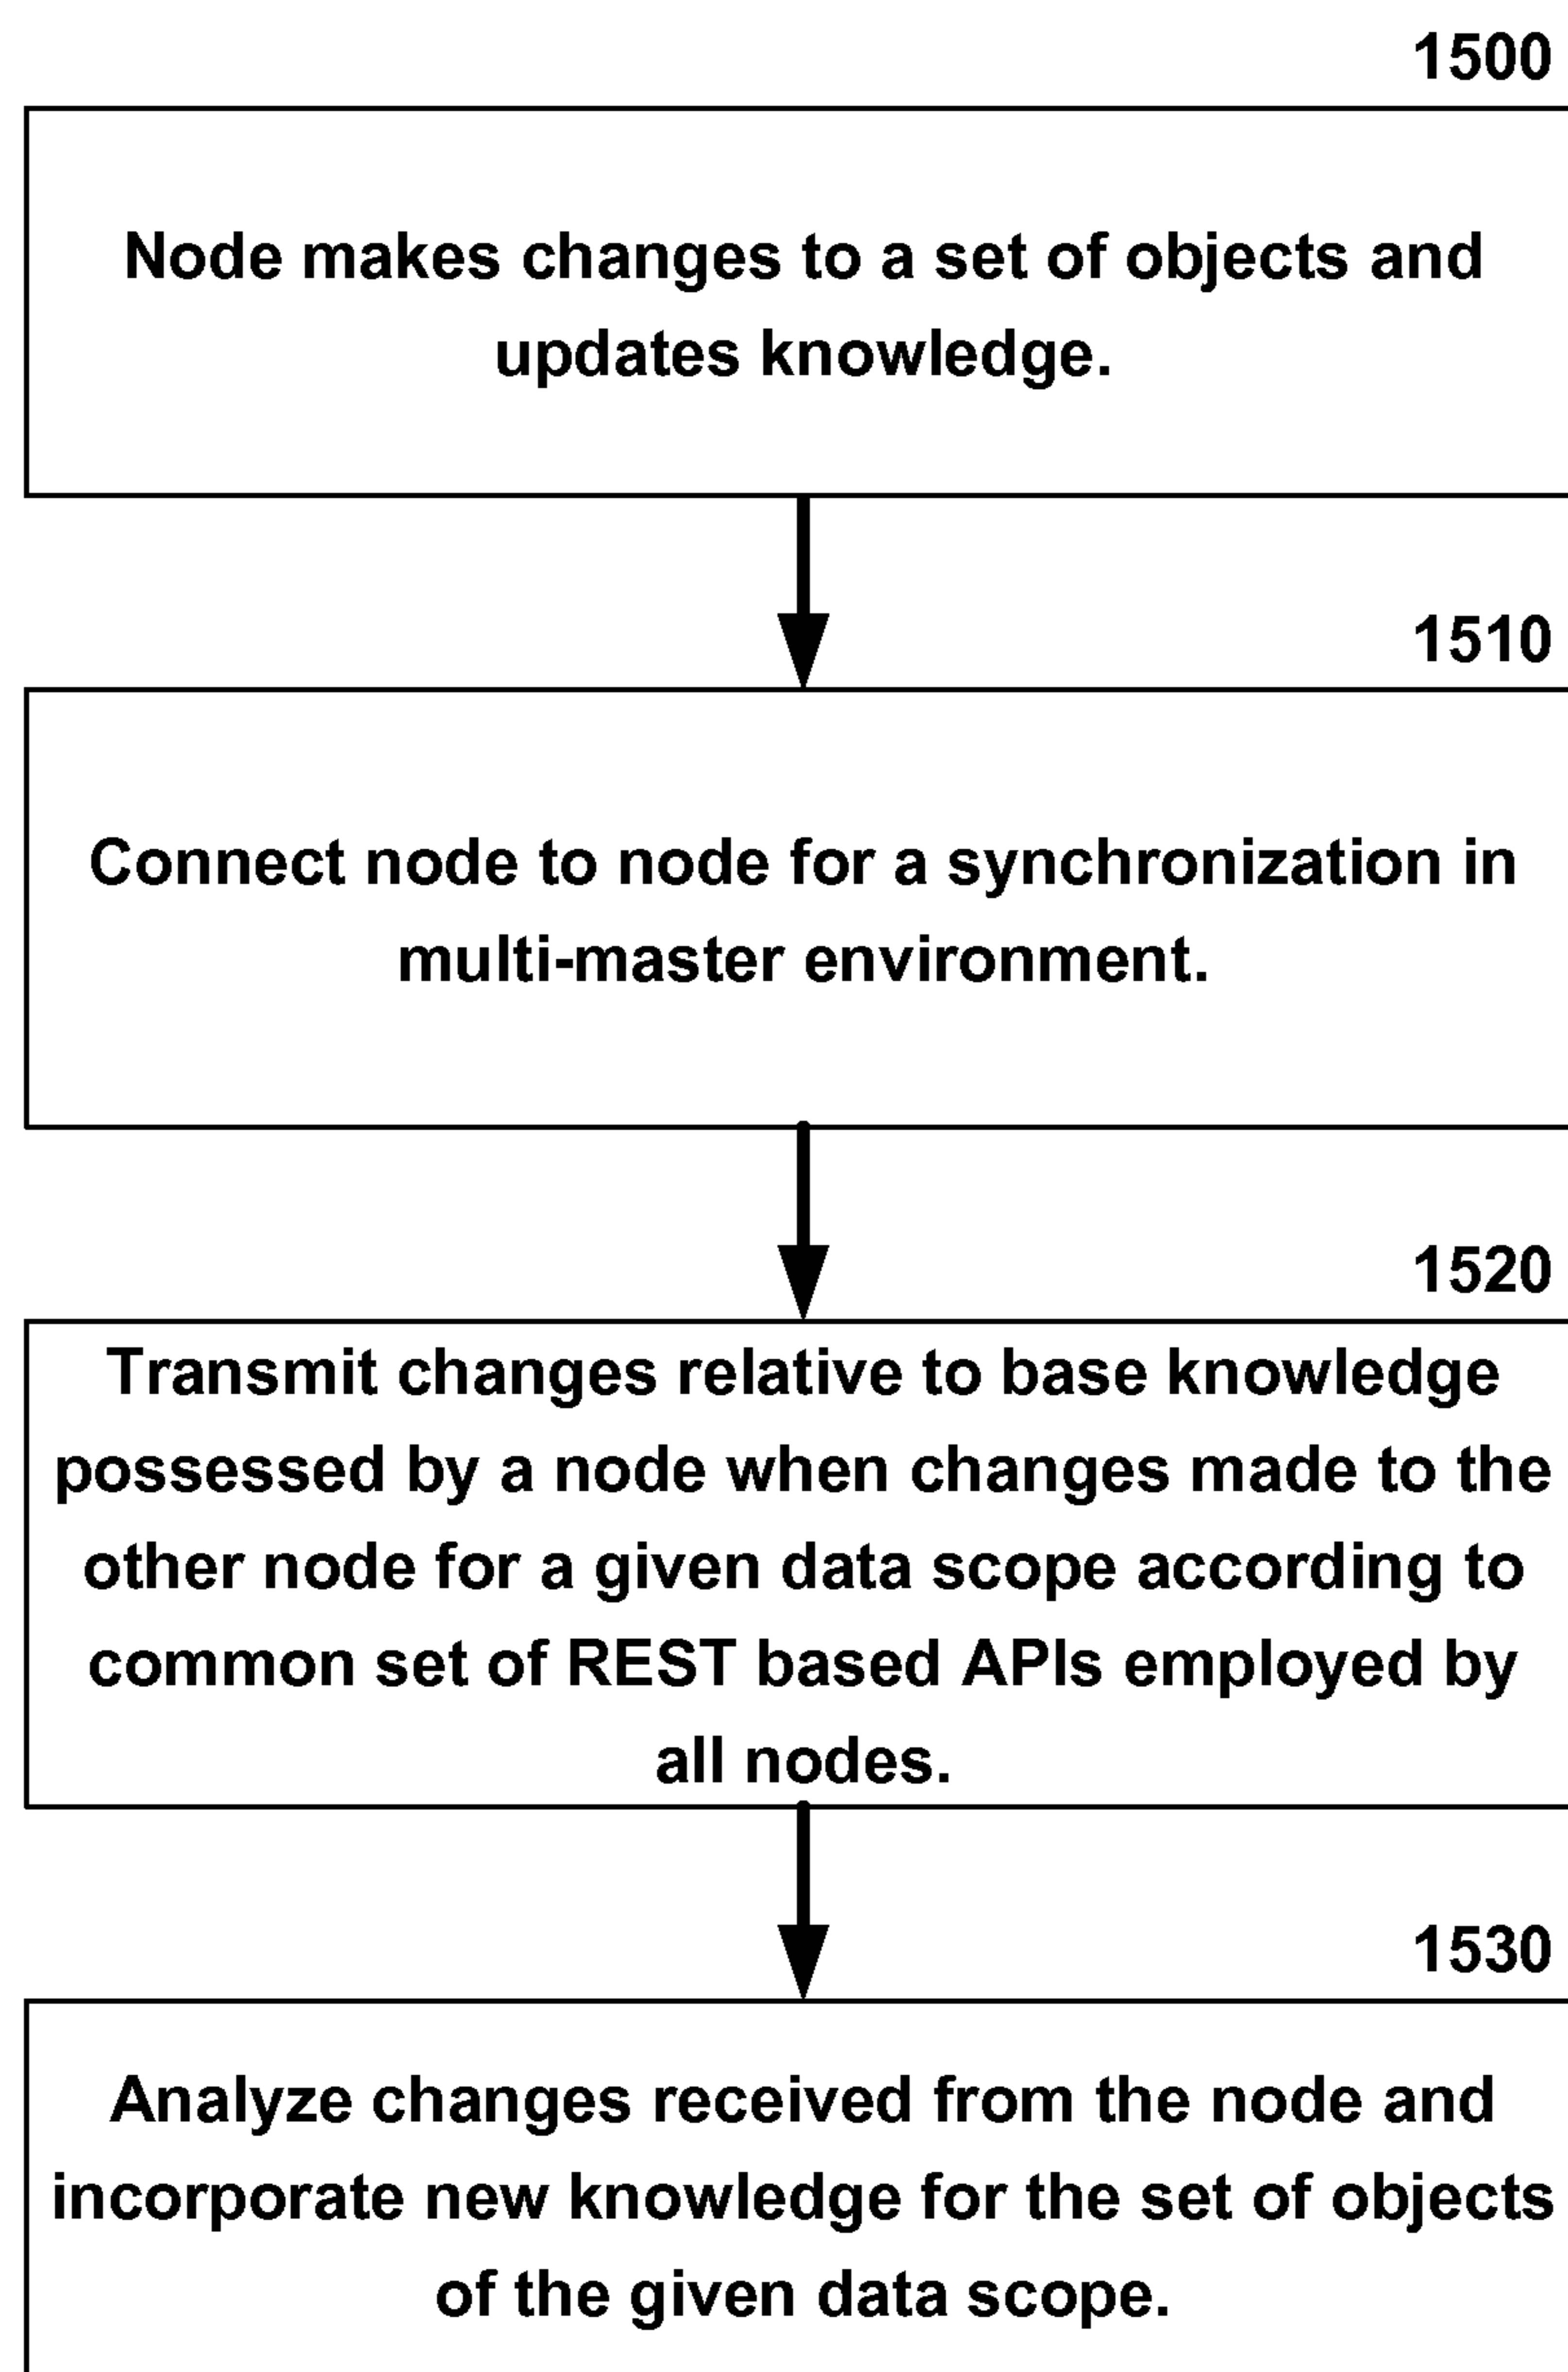 1500
Node makes changes to a set of objects and
updates knowledge.
1510
Connect node to node for a synchronization in
multi-master environment.
1520
Transmit changes relative to base knowledge
possessed by a node when changes made to the
other node for a given data scope according to
common set of REST based APIs employed by
all nodes.
1530
Analyze changes received from the node and
incorporate new knowledge for the set of objects
of the given data scope.